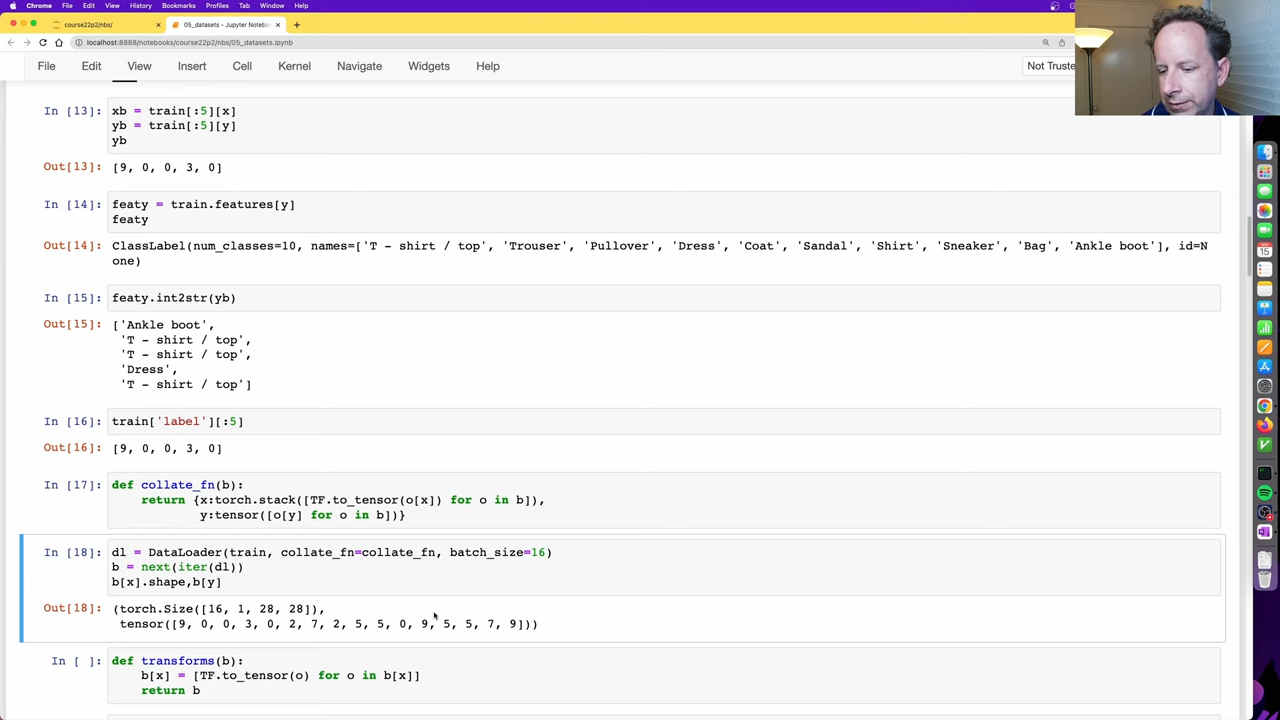 Chrome File Edit View History Bookmarks Profiles Tab Window Help
course22p2/nbs/
05_datasets - Jupyter Notebo
localhost:8888/notebooks/course22p2/nbs/05_datasets.ipynb
File Edit View Insert Cell Kernel Navigate Widgets Help Not Truste
In [13]: xb = train[:5][x]
yb = train[:5][y]
yb
Out[13]: [9, 0, 0, 3, 0]
In [14]: featy = train.features[y]
featy
Out[14]: ClassLabel(num_classes=10, names=['T - shirt / top', 'Trouser', 'Pullover', 'Dress', 'Coat', 'Sandal', 'Shirt', 'Sneaker', 'Bag', 'Ankle boot'], id=N
one)
In [15]: featy.int2str(yb)
Out[15]: ['Ankle boot',
'T - shirt / top',
'T - shirt / top',
'Dress',
'T - shirt / top']
In [16]: train['label'][:5]
Out[16]: [9, 0, 0, 3, 0]
In [17]: def collate_fn(b):
return {x:torch.stack([TF.to_tensor(o[x]) for o in b]),
y:tensor([o[y] for o in b])}
In [18]: dl = DataLoader(train, collate_fn=collate_fn, batch_size=16)
b = next(iter(dl))
b[x].shape,b[y]
Out[18]: (torch.Size([16, 1, 28, 28]),
tensor([9, 0, 0, 3, 0, 2, 7, 2, 5, 5, 0, 9, 5, 5, 7, 9]))
In [ ]: def transforms(b):
b[x] = [TF.to_tensor(o) for o in b[x]]
return b
15